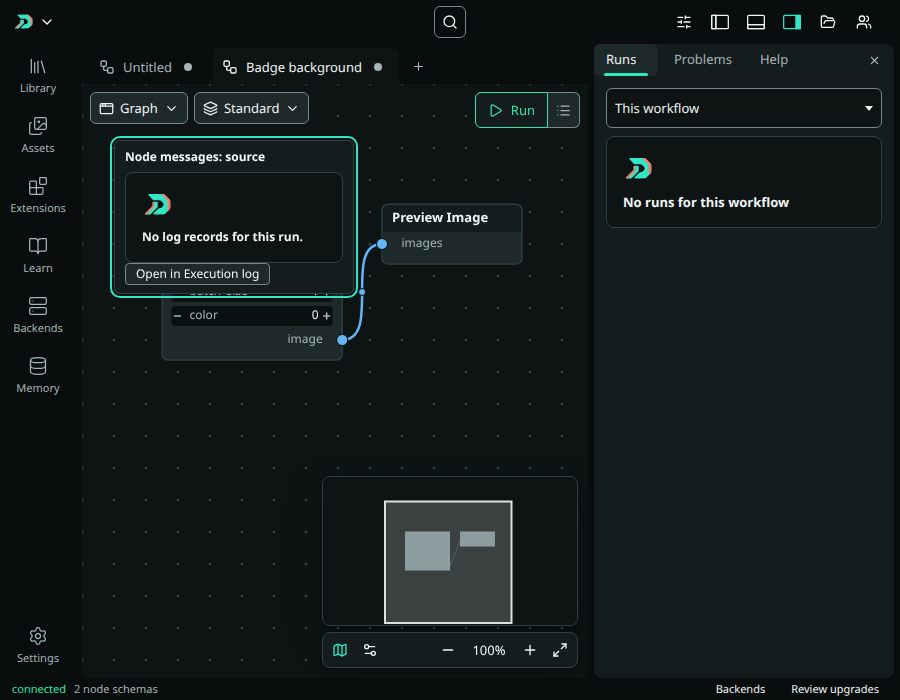 Library
Assets
Extensions
Learn
Backends
Memory
Settings
Untitled
Badge background
Graph
Standard
Run
Node messages: source
No log records for this run.
Open in Execution log
color 0
image
Preview Image
images
100%
Runs Problems Help
This workflow
No runs for this workflow
connected 2 node schemas
Backends Review upgrades